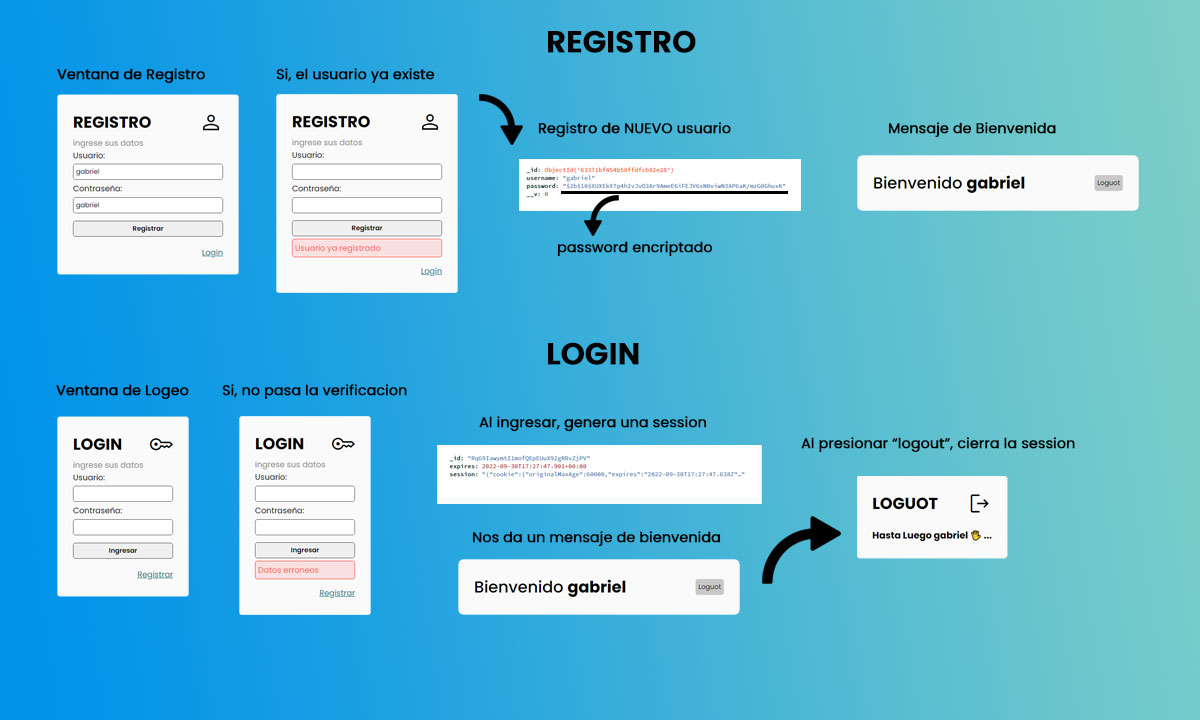 REGISTRO
Ventana de Registro
REGISTRO
ingrese sus datos
Usuario:
gabriel
Contraseña:
gabriel
Registrar
Login
Si, el usuario ya existe
REGISTRO
ingrese sus datos
Usuario:
Contraseña:
Registrar
Usuario ya registrado
Login
Registro de NUEVO usuario
_id: ObjectId('63371bf454b58ffdfcb82e28')
username: "gabriel"
password:
__v: 0
password encriptado
Mensaje de Bienvenida
Bienvenido gabriel
Loguot
LOGIN
Ventana de Logeo
LOGIN
ingrese sus datos
Usuario:
Contraseña:
Ingresar
Registrar
Si, no pasa la verificacion
LOGIN
ingrese sus datos
Usuario:
Contraseña:
Ingresar
Datos erroneos
Registrar
Al ingresar, genera una session
_id:
expires: 2022-09-30T17:27:47.901+00:00
session: "{"cookie":{"originalMaxAge":60000,"expires":"2022-09-30T17:27:47.638Z"…"
Nos da un mensaje de bienvenida
Bienvenido gabriel
Loguot
Al presionar “logout”, cierra la session
LOGUOT
Hasta Luego gabriel 🖐 ...